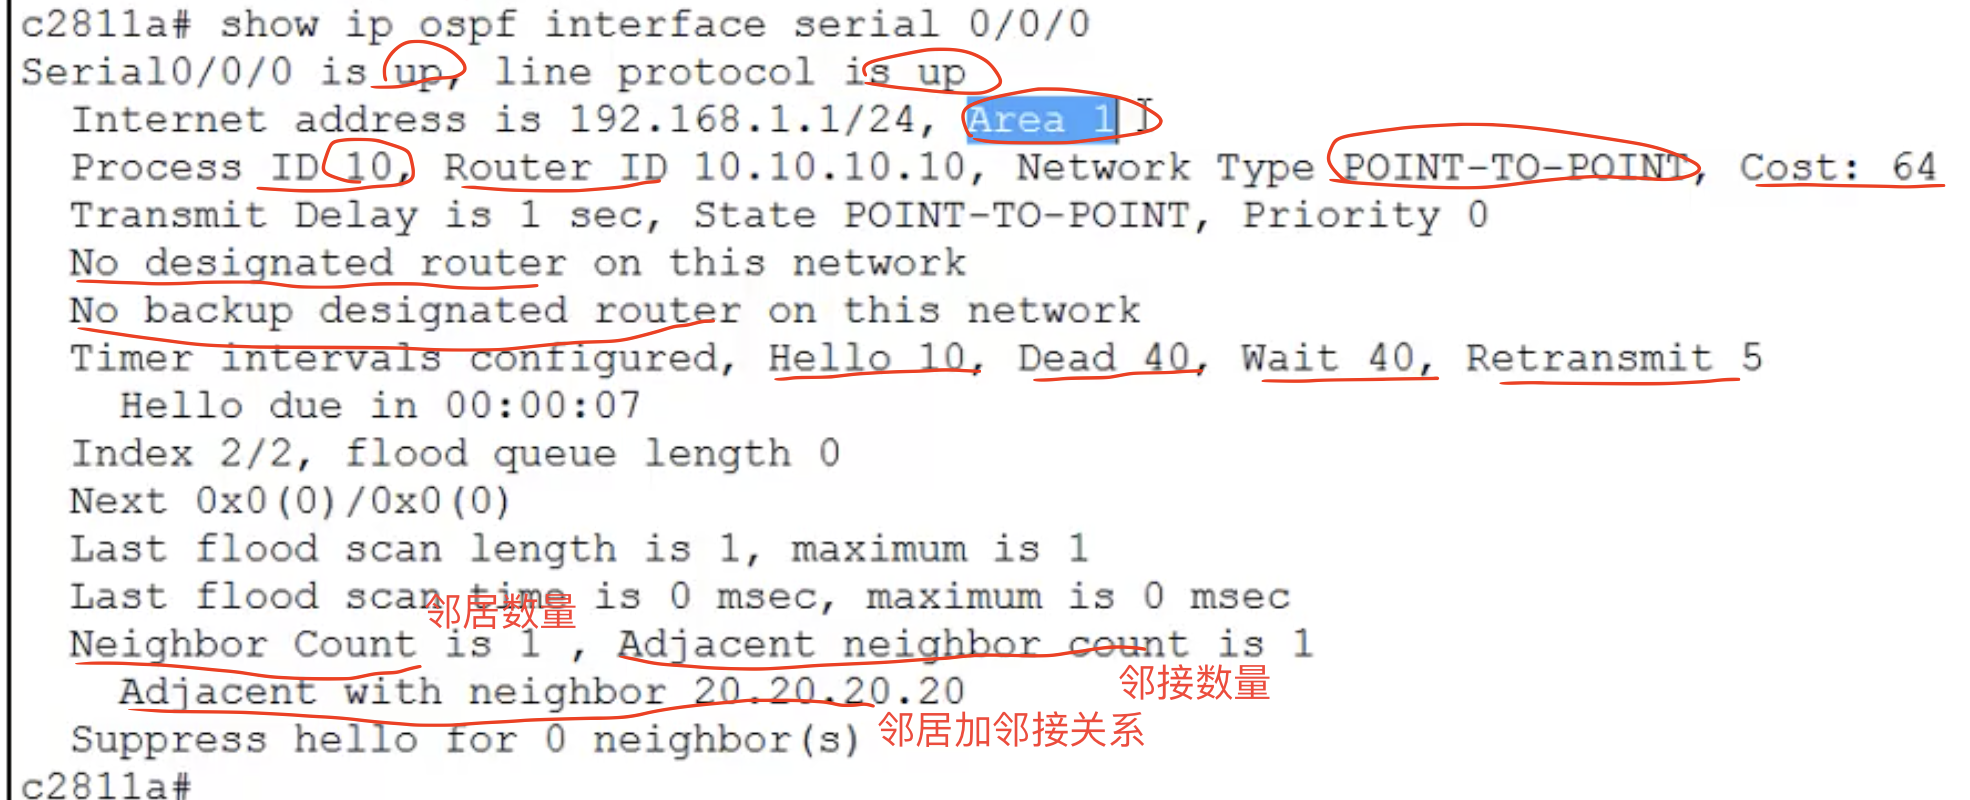 c2811a# show ip ospf interface serial 0/0/0
Serial0/0/0 is up, line protocol is up
Internet address is 192.168.1.1/24, Area 1
Process ID 10, Router ID 10.10.10.10, Network Type POINT-TO-POINT, Cost: 64
Transmit Delay is 1 sec, State POINT-TO-POINT, Priority 0
No designated router on this network
No backup designated router on this network
Timer intervals configured, Hello 10, Dead 40, Wait 40, Retransmit 5
Hello due in 00:00:07
Index 2/2, flood queue length 0
Next 0x0(0)/0x0(0)
Last flood scan length is 1, maximum is 1
Last flood scan time is 0 msec, maximum is 0 msec
邻居数量
Neighbor Count is 1 , Adjacent neighbor count is 1
邻接数量
Adjacent with neighbor 20.20.20.20
邻居加邻接关系
Suppress hello for 0 neighbor(s)
c2811a#